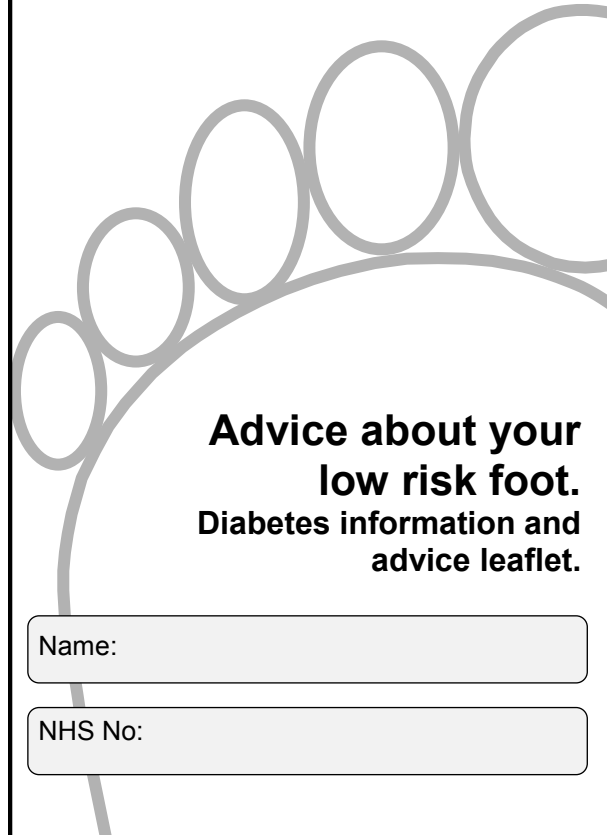 Advice about your
low risk foot.
Diabetes information and
advice leaflet.
Name:
NHS No: